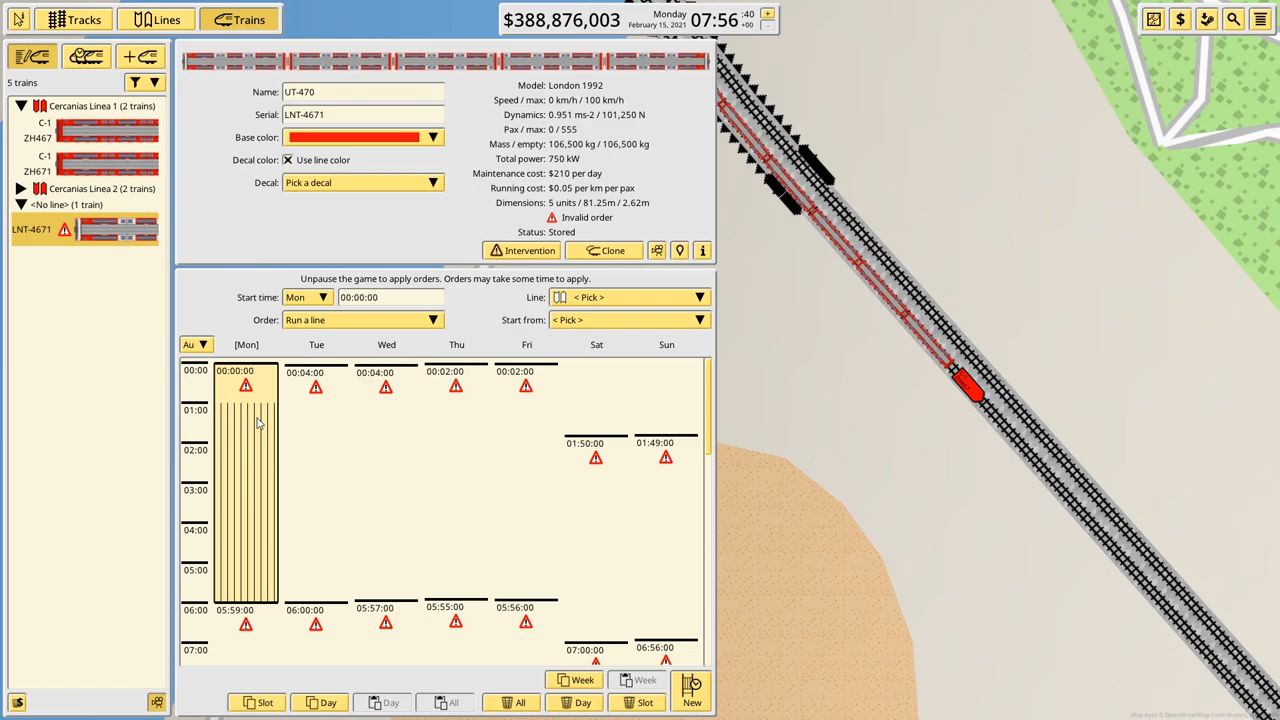 Tracks
Lines
Trains
$388,876,003
Monday
February 15, 2021
07:56
:40
+00
+
-
$
5 trains
Cercanias Linea 1 (2 trains)
C-1
ZH467
C-1
ZH671
Cercanias Linea 2 (2 trains)
<No line> (1 train)
LNT-4671
Name:
UT-470
Serial:
LNT-4671
Base color:
Decal color:
Use line color
Decal:
Pick a decal
Model: London 1992
Speed / max: 0 km/h / 100 km/h
Dynamics: 0.951 ms-2 / 101,250 N
Pax / max: 0 / 555
Mass / empty: 106,500 kg / 106,500 kg
Total power: 750 kW
Maintenance cost: $210 per day
Running cost: $0.05 per km per pax
Dimensions: 5 units / 81.25m / 2.62m
Invalid order
Status: Stored
Intervention
Clone
Unpause the game to apply orders. Orders may take some time to apply.
Start time:
Mon
00:00:00
Line:
< Pick >
Order:
Run a line
Start from:
< Pick >
Au
[Mon]
Tue
Wed
Thu
Fri
Sat
Sun
00:00
00:00:00
00:04:00
00:04:00
00:02:00
00:02:00
01:00
01:50:00
01:49:00
02:00
03:00
04:00
05:00
06:00
05:59:00
06:00:00
05:57:00
05:55:00
05:56:00
07:00
07:00:00
06:56:00
Week
Week
Slot
Day
Day
All
All
Day
Slot
New
Map data © OpenStreetMap Contributors